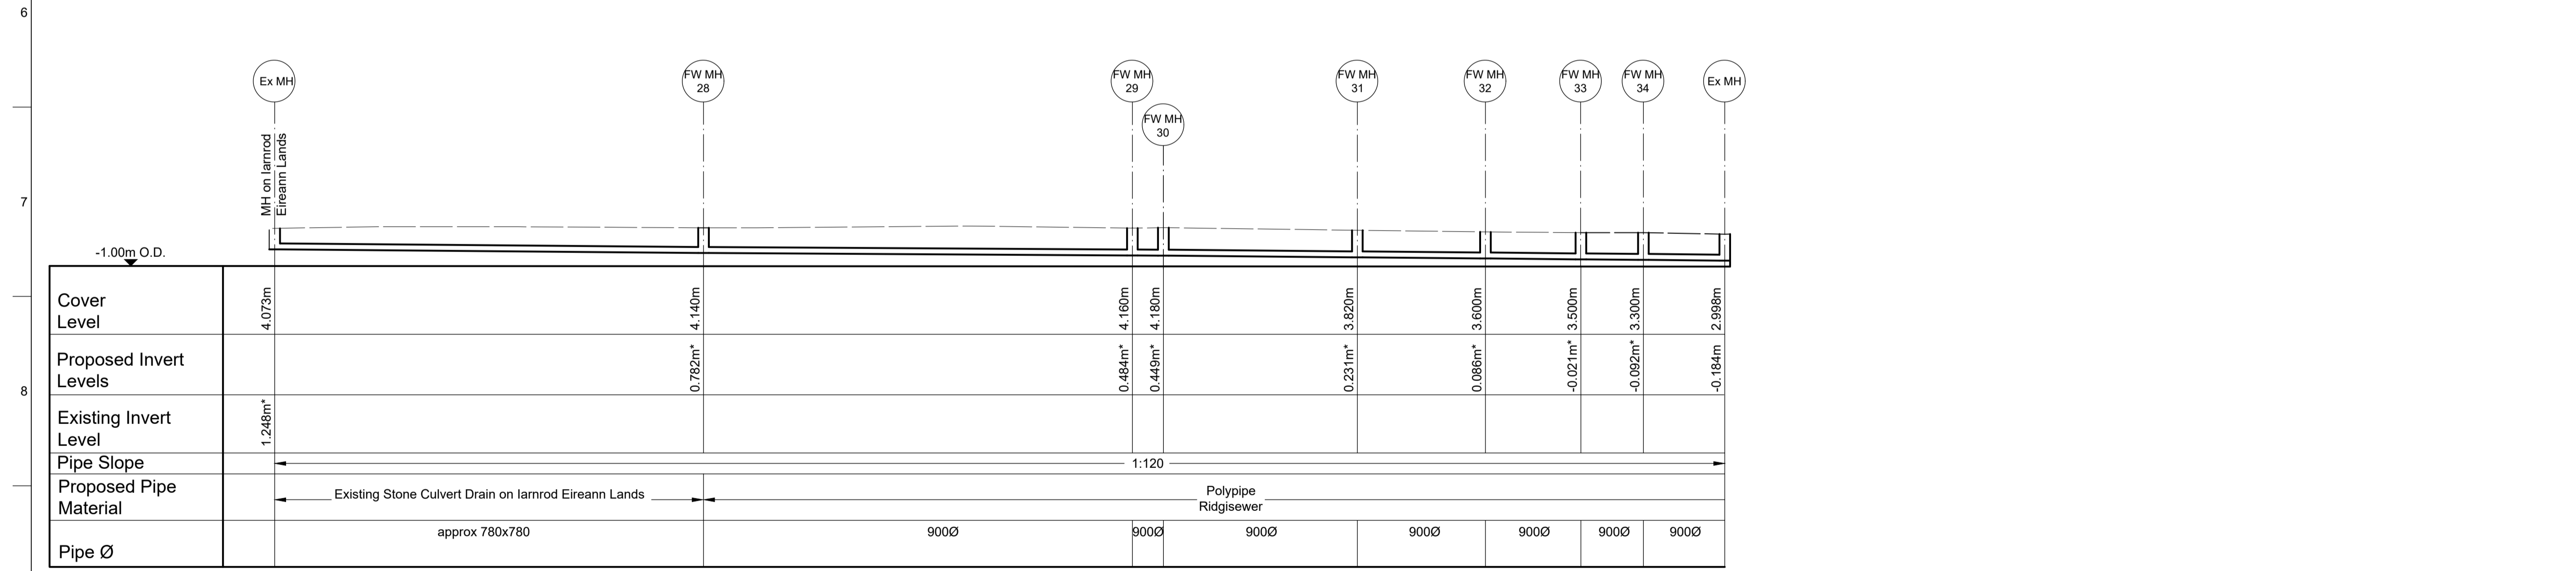 6
7
8
Ex MH
FW MH
28
FW MH
29
FW MH
30
FW MH
31
FW MH
32
FW MH
33
FW MH
34
Ex MH
MH on Iarnrod
Eireann Lands
-1.00m O.D.
Cover
Level
4.073m
4.140m
4.160m
4.180m
3.820m
3.600m
3.500m
3.300m
2.998m
Proposed Invert
Levels
0.782m*
0.484m*
0.449m*
0.231m*
0.086m*
-0.021m*
-0.092m*
-0.184m
Existing Invert
Level
1.248m*
Pipe Slope
1:120
Proposed Pipe
Material
Existing Stone Culvert Drain on Iarnrod Eireann Lands
Polypipe
Ridgisewer
Pipe Ø
approx 780x780
900Ø
900Ø
900Ø
900Ø
900Ø
900Ø
900Ø